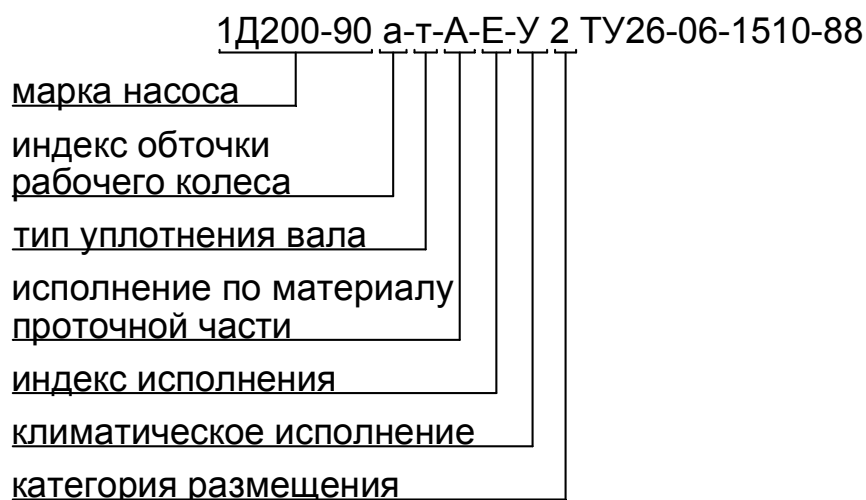 1Д200-90 а-т-А-Е-У 2 ТУ26-06-1510-88
марка насоса
индекс обточки
рабочего колеса
тип уплотнения вала
исполнение по материалу
проточной части
индекс исполнения
климатическое исполнение
категория размещения